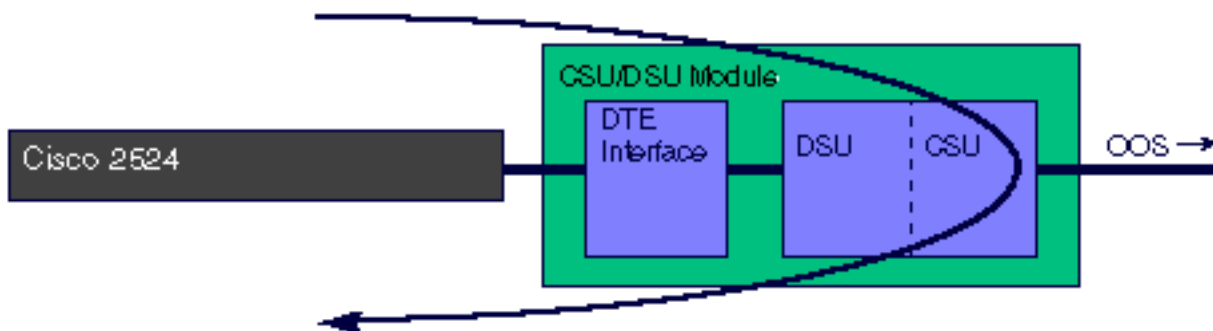 CSU/DSU Module
DTE
Interface
Cisco 2524
DSU
CSU
OOS →